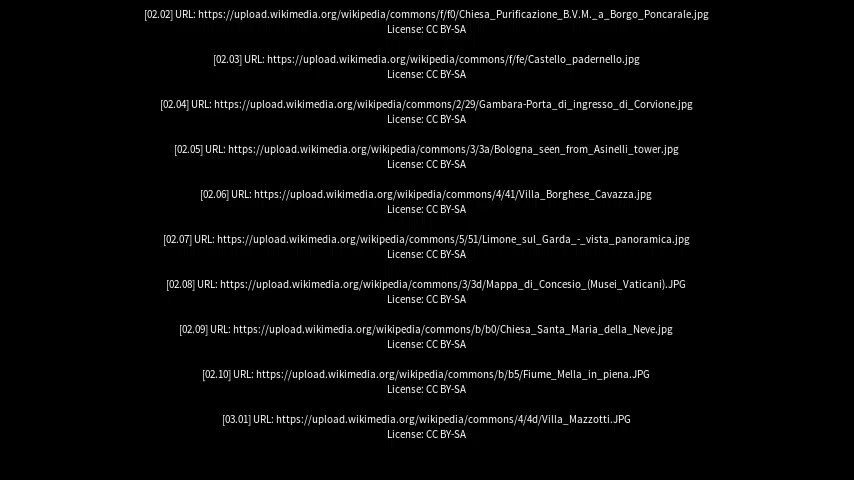 [02.02] URL: https://upload.wikimedia.org/wikipedia/commons/f/f0/Chiesa_Purificazione_B.V.M._a_Borgo_Poncarale.jpg
License: CC BY-SA
[02.03] URL: https://upload.wikimedia.org/wikipedia/commons/f/fe/Castello_padernello.jpg
License: CC BY-SA
[02.04] URL: https://upload.wikimedia.org/wikipedia/commons/2/29/Gambara-Porta_di_ingresso_di_Corvione.jpg
License: CC BY-SA
[02.05] URL: https://upload.wikimedia.org/wikipedia/commons/3/3a/Bologna_seen_from_Asinelli_tower.jpg
License: CC BY-SA
[02.06] URL: https://upload.wikimedia.org/wikipedia/commons/4/41/Villa_Borghese_Cavazza.jpg
License: CC BY-SA
[02.07] URL: https://upload.wikimedia.org/wikipedia/commons/5/51/Limone_sul_Garda_-_vista_panoramica.jpg
License: CC BY-SA
[02.08] URL: https://upload.wikimedia.org/wikipedia/commons/3/3d/Mappa_di_Concesio_(Musei_Vaticani).JPG
License: CC BY-SA
[02.09] URL: https://upload.wikimedia.org/wikipedia/commons/b/b0/Chiesa_Santa_Maria_della_Neve.jpg
License: CC BY-SA
[02.10] URL: https://upload.wikimedia.org/wikipedia/commons/b/b5/Fiume_Mella_in_piena.JPG
License: CC BY-SA
[03.01] URL: https://upload.wikimedia.org/wikipedia/commons/4/4d/Villa_Mazzotti.JPG
License: CC BY-SA